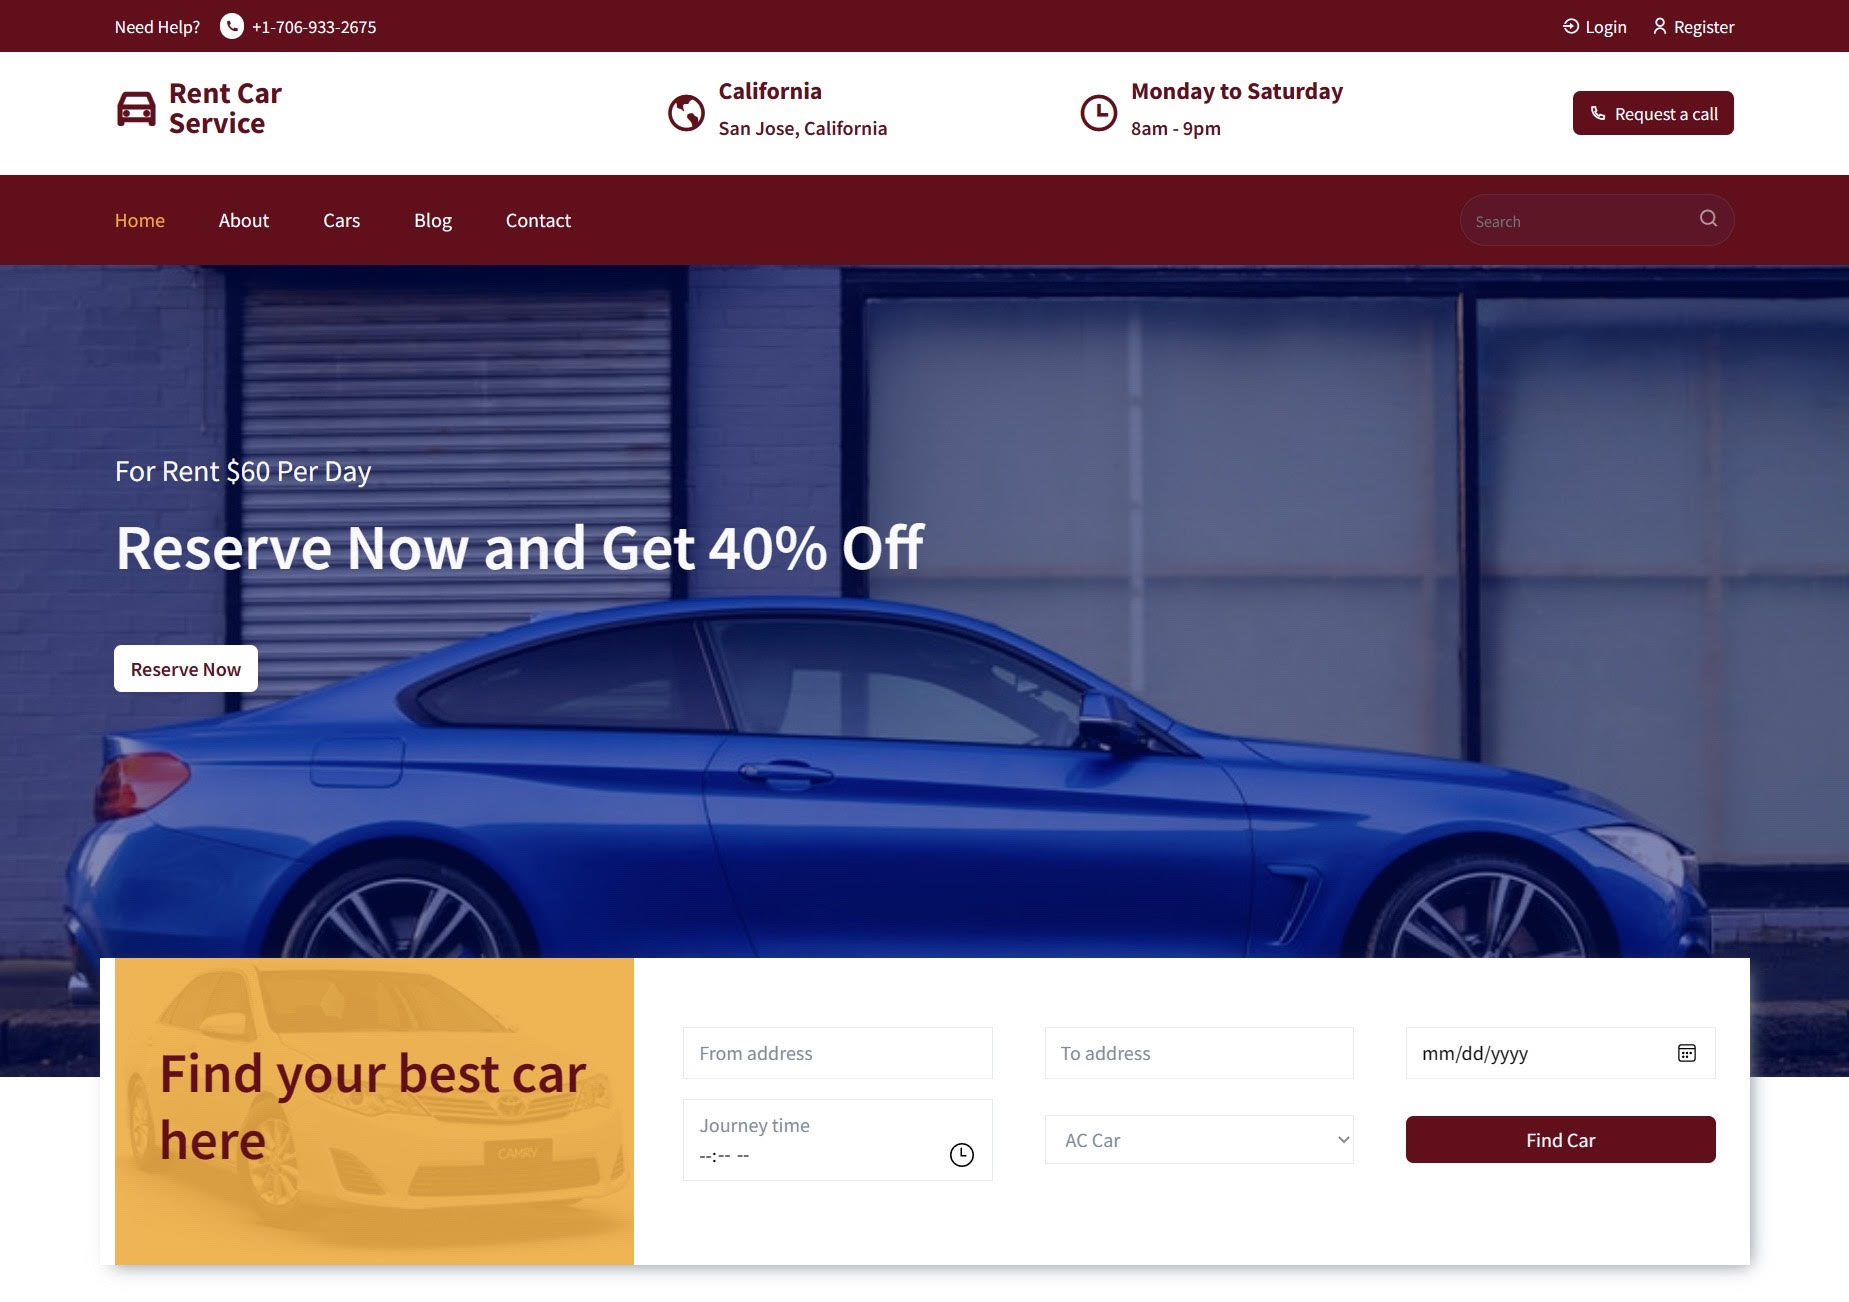 Need Help? +1-706-933-2675 Login Register
Rent Car
Service
California
San Jose, California
Monday to Saturday
8am - 9pm
Request a call
Home About Cars Blog Contact Search
For Rent $60 Per Day
Reserve Now and Get 40% Off
Reserve Now
Find your best car
here
CAMRY
From address
To address
mm/dd/yyyy
Journey time
--:-- --
AC Car
Find Car